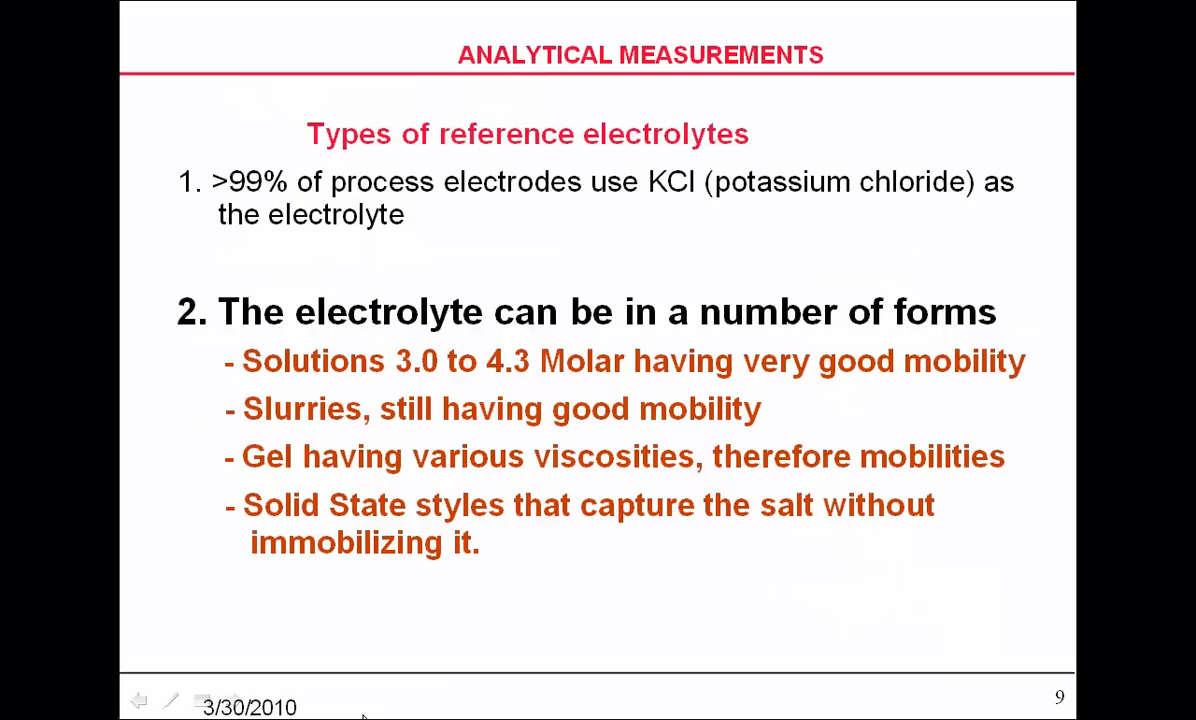 ANALYTICAL MEASUREMENTS
Types of reference electrolytes
1. >99% of process electrodes use KCl (potassium chloride) as
the electrolyte
2. The electrolyte can be in a number of forms
- Solutions 3.0 to 4.3 Molar having very good mobility
- Slurries, still having good mobility
- Gel having various viscosities, therefore mobilities
- Solid State styles that capture the salt without
immobilizing it.
3/30/2010
9